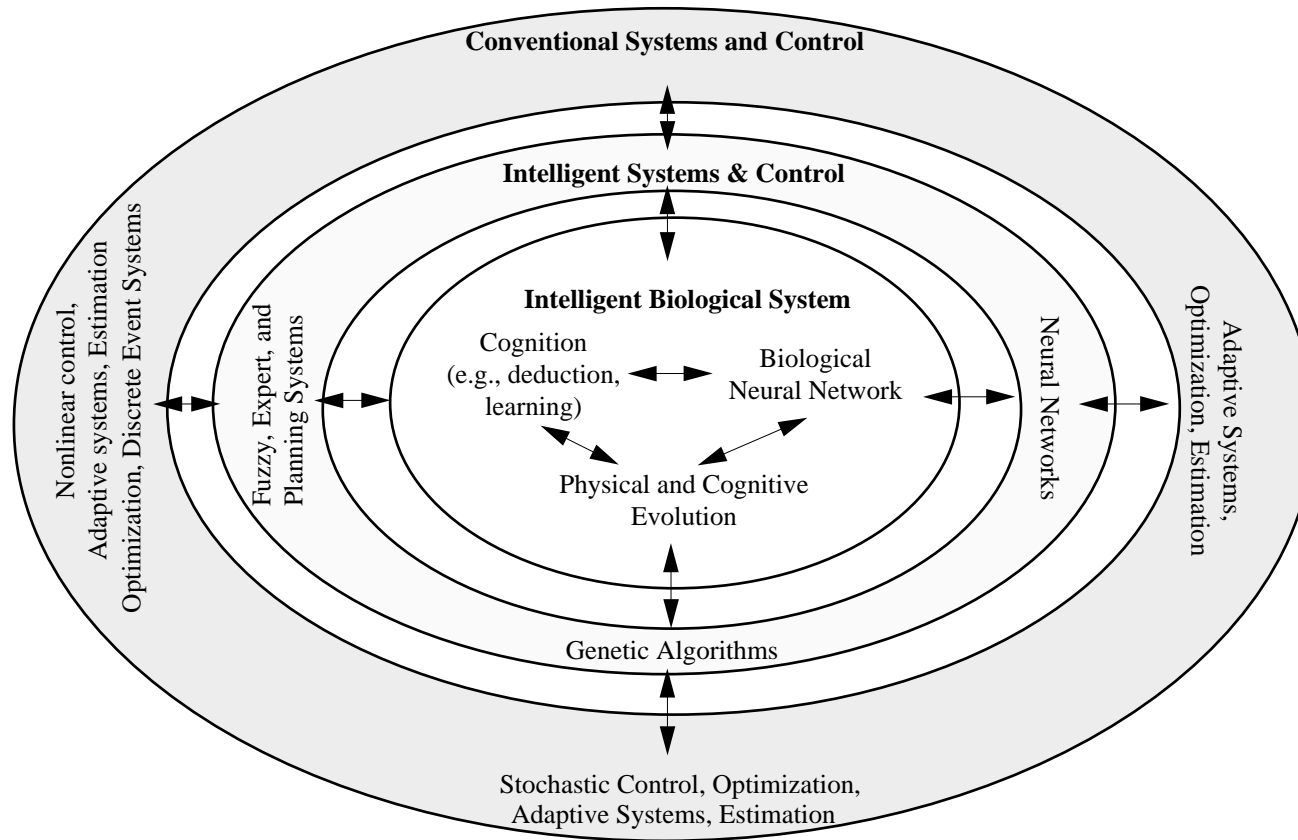 Conventional Systems and Control
Intelligent Systems & Control
Intelligent Biological System
Cognition
(e.g., deduction,
learning)
Biological
Neural Network
Physical and Cognitive
Evolution
Nonlinear control,
Adaptive systems, Estimation
Optimization, Discrete Event Systems
Fuzzy, Expert, and
Planning Systems
Neural Networks
Adaptive Systems,
Optimization, Estimation
Genetic Algorithms
Stochastic Control, Optimization,
Adaptive Systems, Estimation